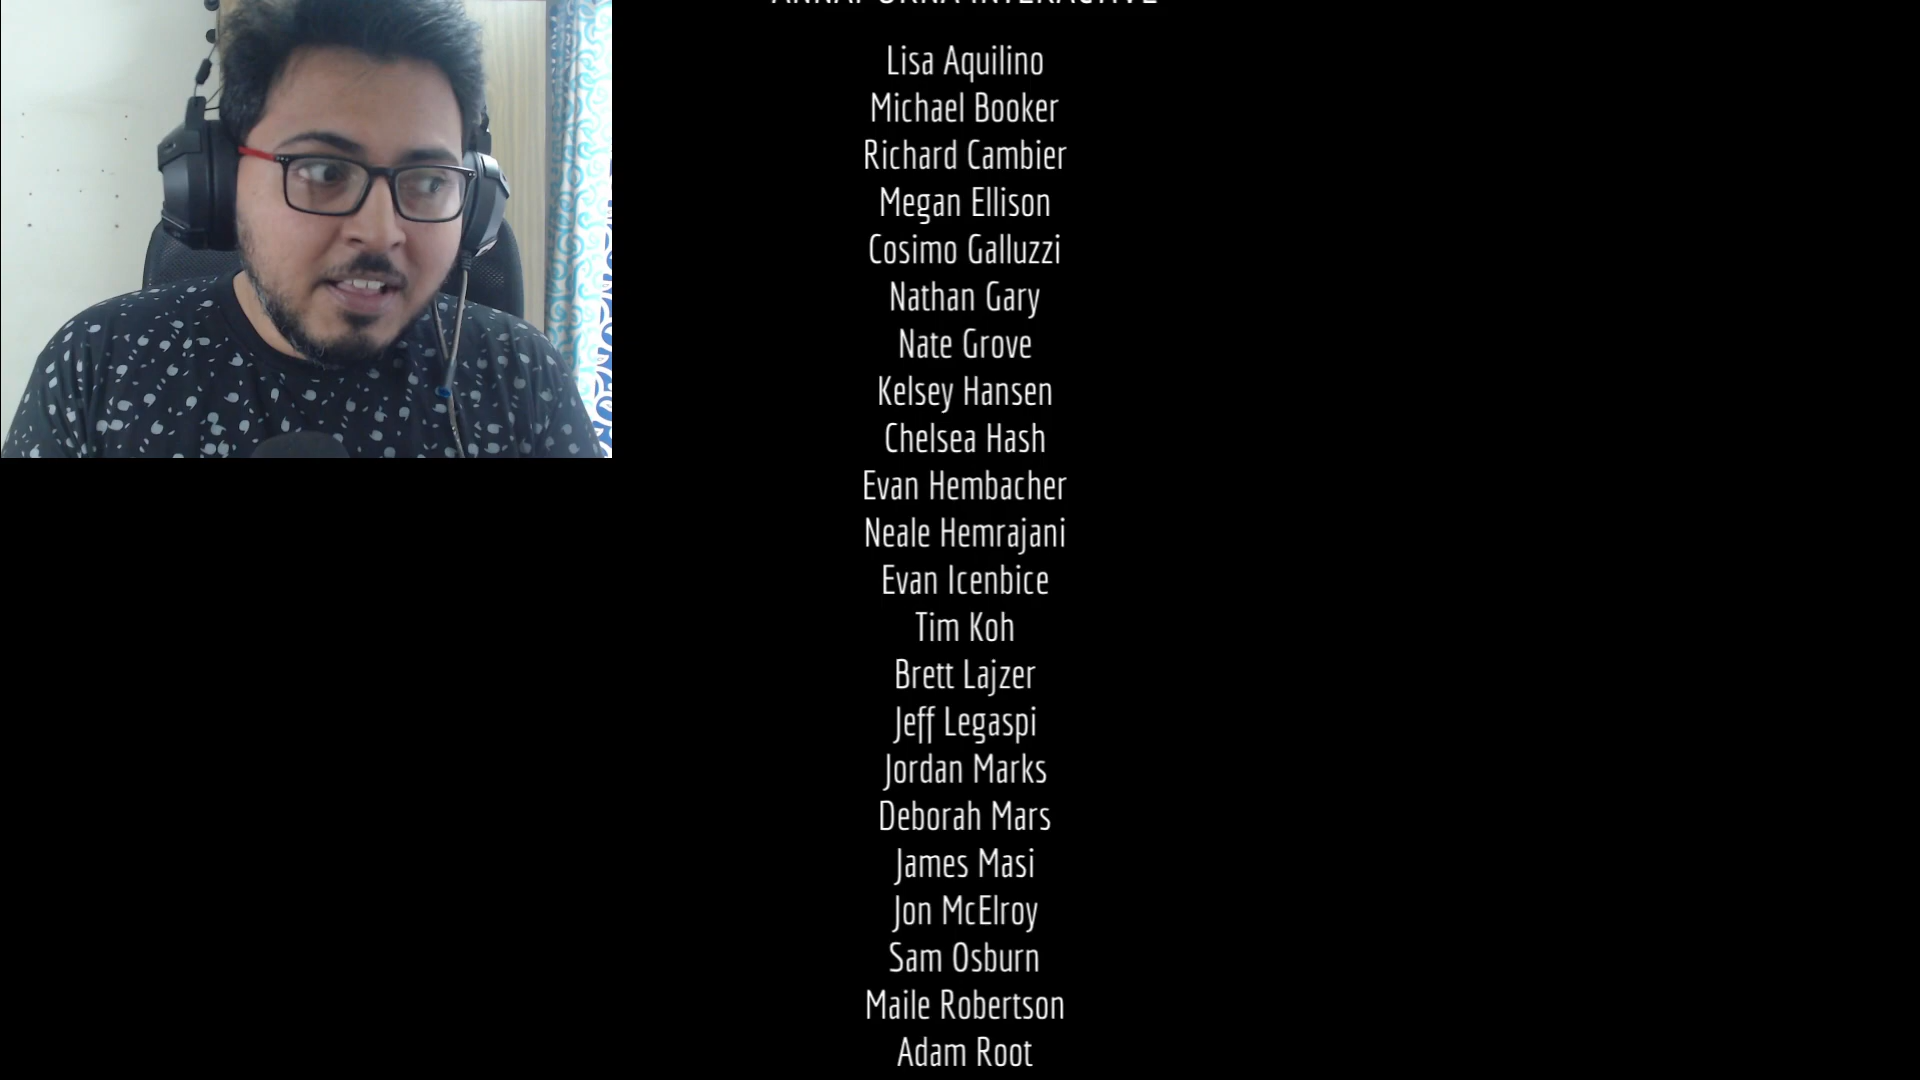 ANNAPURNA INTERACTIVE
Lisa Aquilino
Michael Booker
Richard Cambier
Megan Ellison
Cosimo Galluzzi
Nathan Gary
Nate Grove
Kelsey Hansen
Chelsea Hash
Evan Hembacher
Neale Hemrajani
Evan Icenbice
Tim Koh
Brett Lajzer
Jeff Legaspi
Jordan Marks
Deborah Mars
James Masi
Jon McElroy
Sam Osburn
Maile Robertson
Adam Root